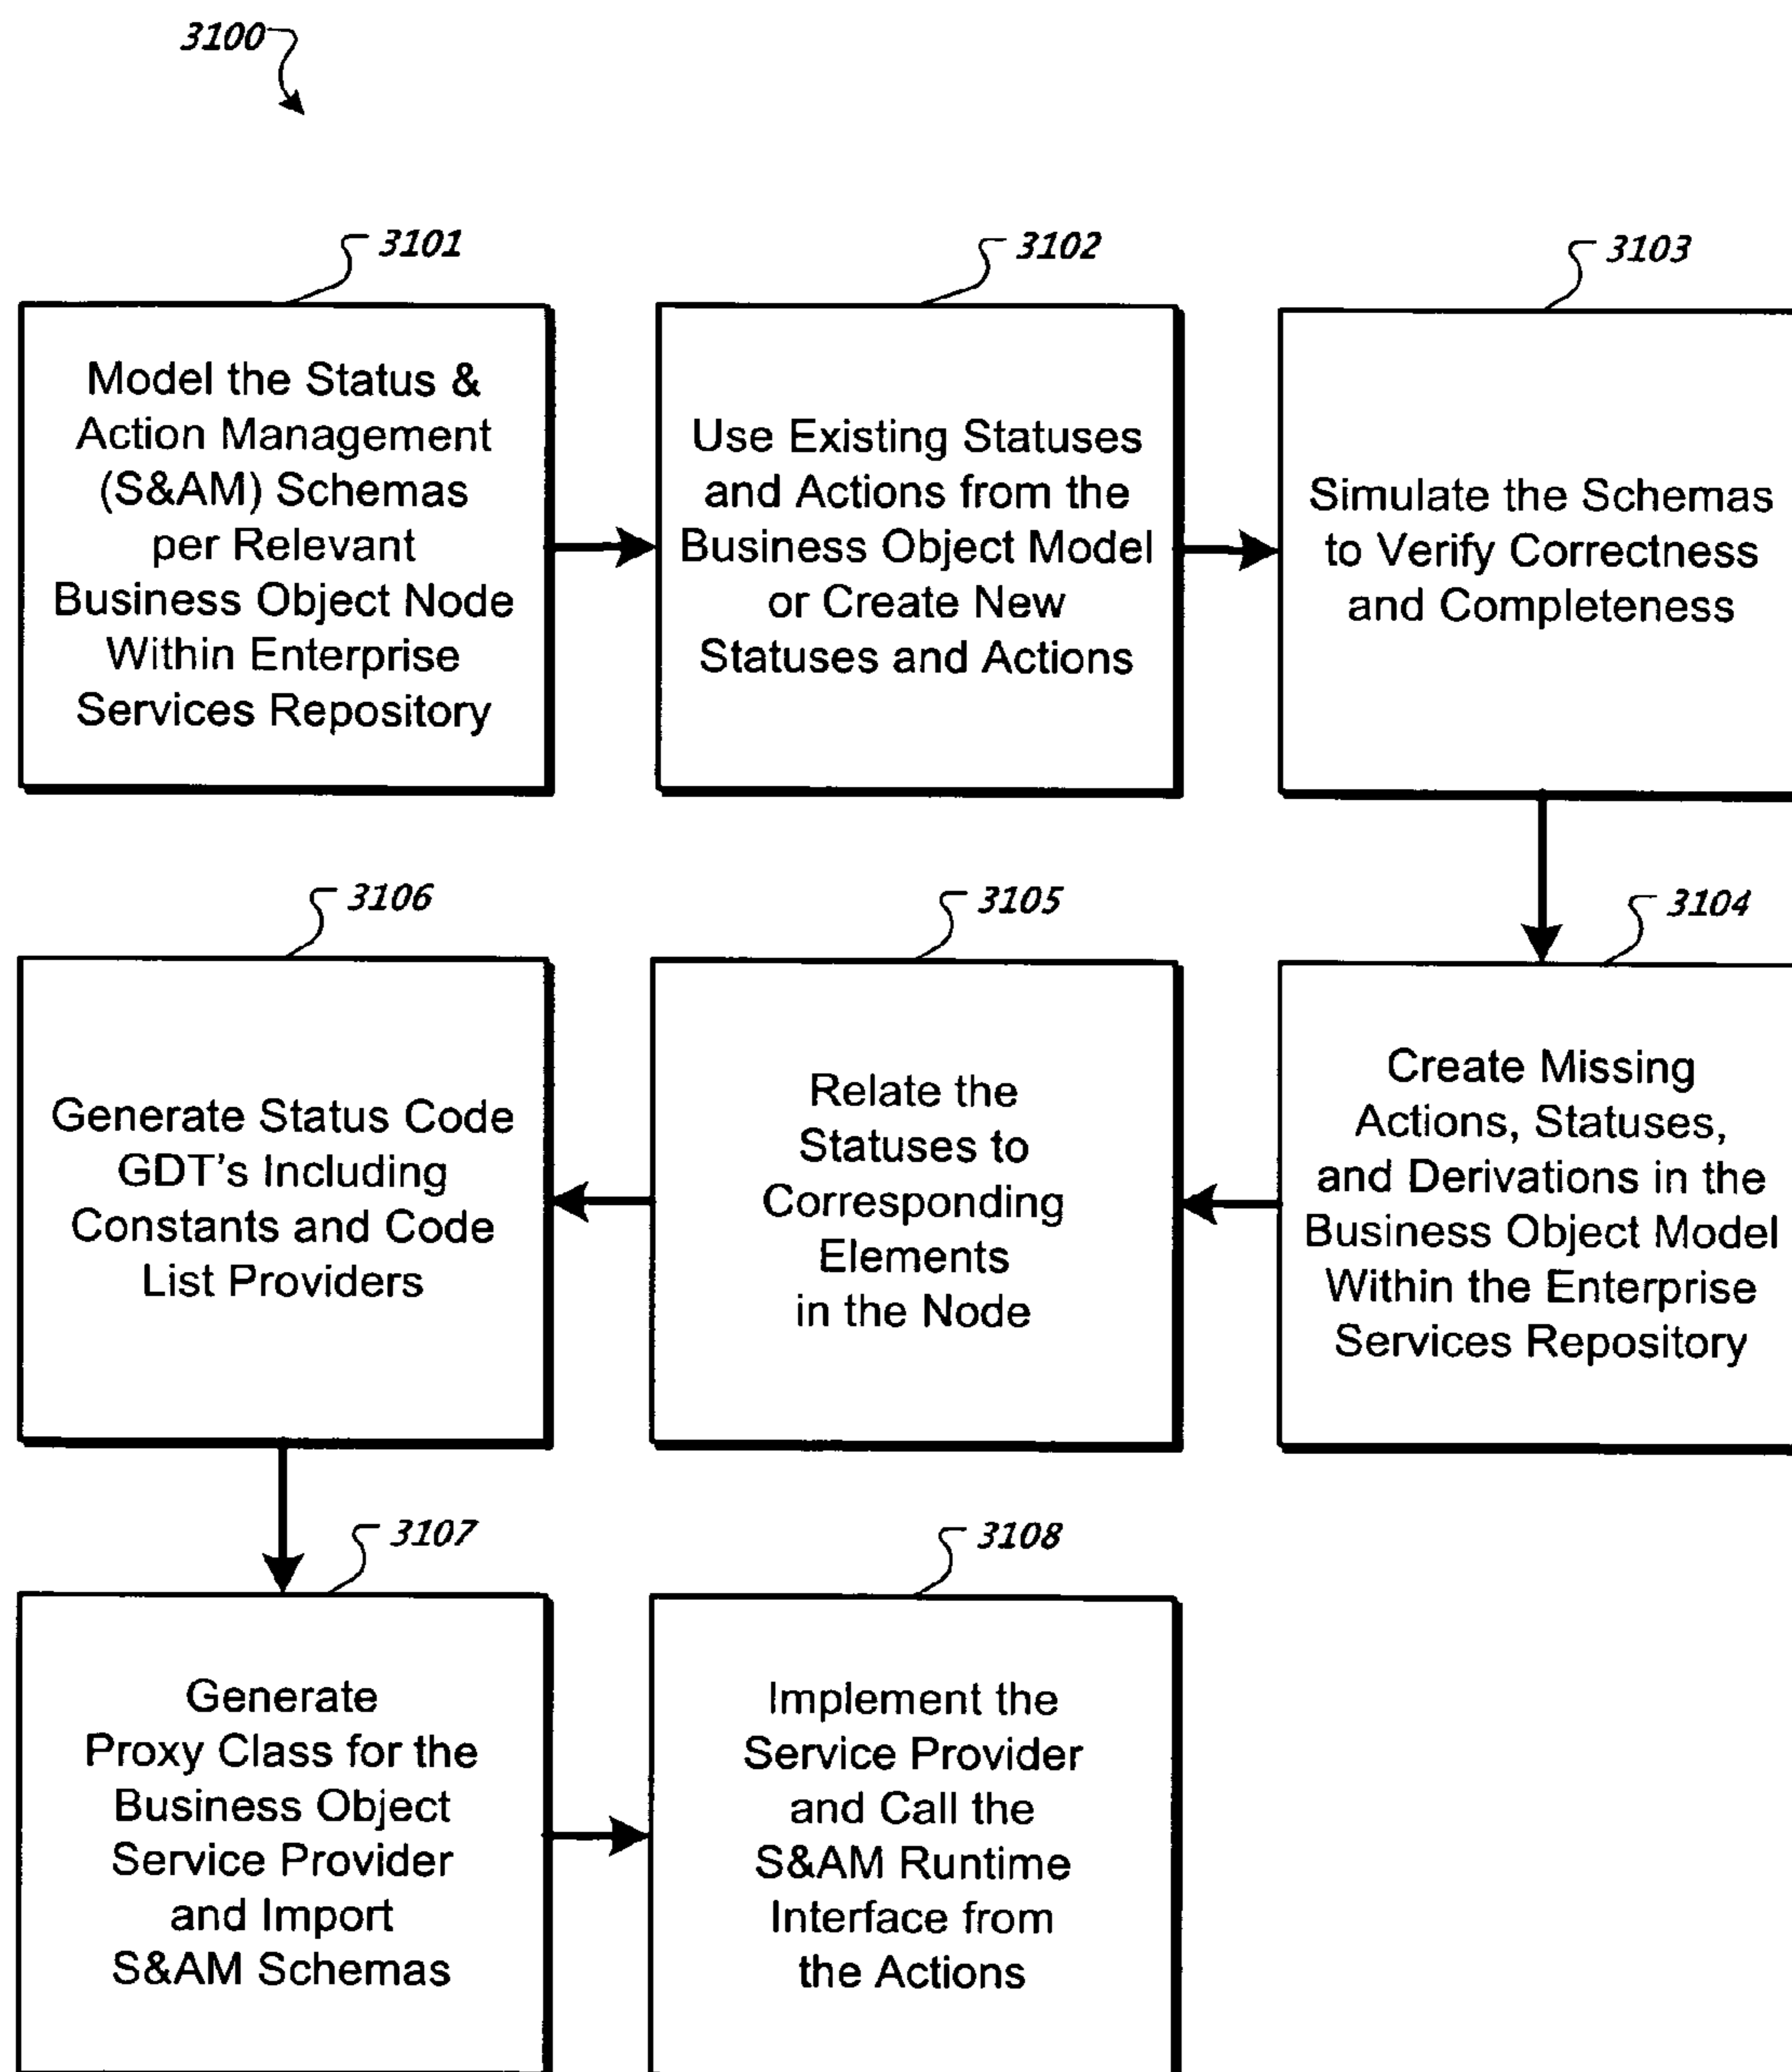 3100
3101
Model the Status &
Action Management
(S&AM) Schemas
per Relevant
Business Object Node
Within Enterprise
Services Repository
3102
Use Existing Statuses
and Actions from the
Business Object Model
or Create New
Statuses and Actions
3103
Simulate the Schemas
to Verify Correctness
and Completeness
3104
Create Missing
Actions, Statuses,
and Derivations in the
Business Object Model
Within the Enterprise
Services Repository
3105
Relate the
Statuses to
Corresponding
Elements
in the Node
3106
Generate Status Code
GDT's Including
Constants and Code
List Providers
3107
Generate
Proxy Class for the
Business Object
Service Provider
and Import
S&AM Schemas
3108
Implement the
Service Provider
and Call the
S&AM Runtime
Interface from
the Actions